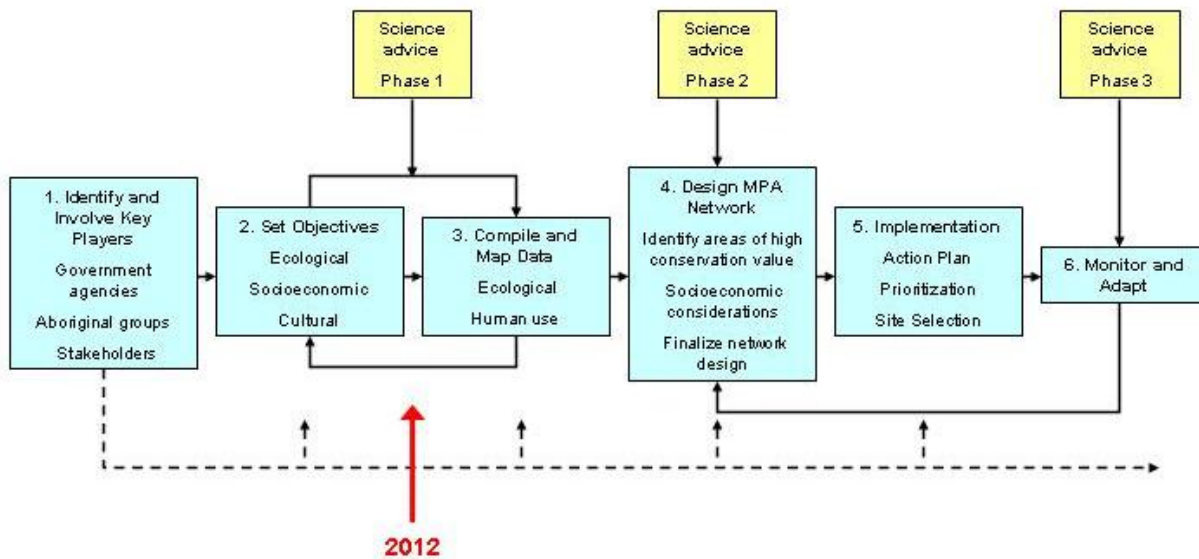 Science
advice
Phase 1
Science
advice
Phase 2
Science
advice
Phase 3
1. Identify and
Involve Key
Players
Government
agencies
Aboriginal groups
Stakeholders
2. Set Objectives
Ecological
Socioeconomic
Cultural
3. Compile and
Map Data
Ecological
Human use
4. Design MPA
Network
Identify areas of high
conservation value
Socioeconomic
considerations
Finalize network
design
5. Implementation
Action Plan
Prioritization
Site Selection
6. Monitor and
Adapt
2012